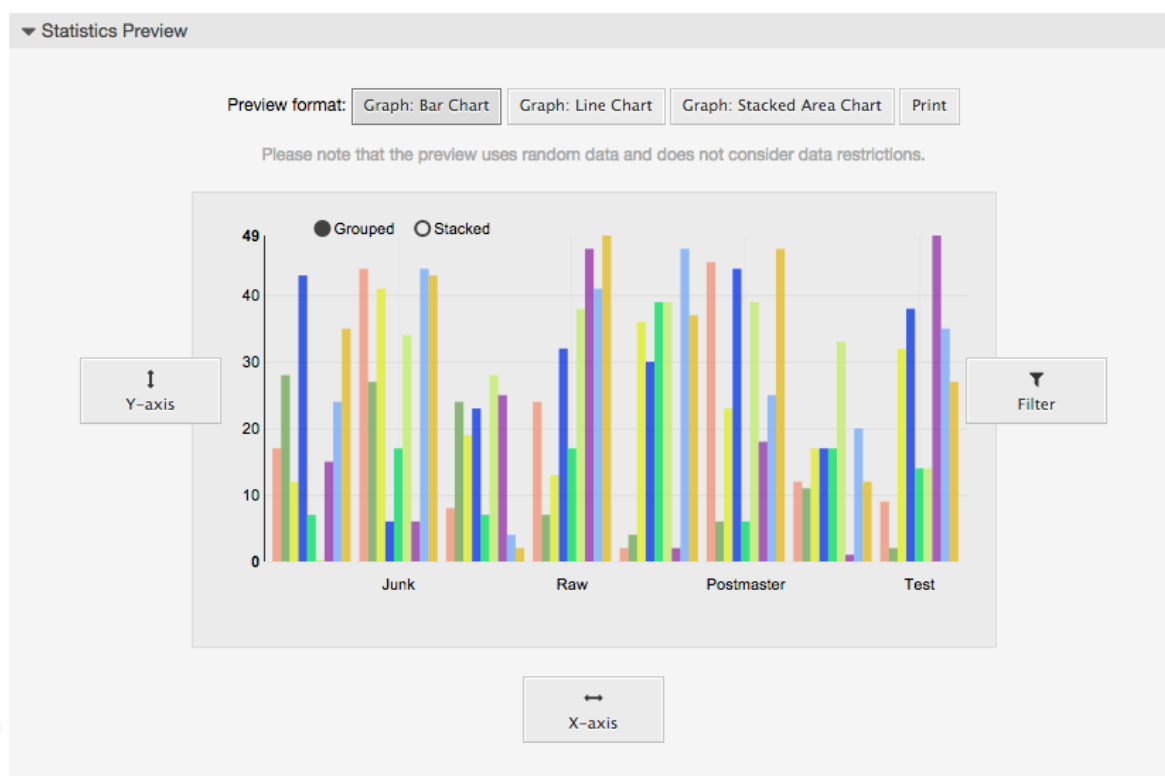 Statistics Preview
Preview format: Graph: Bar Chart Graph: Line Chart Graph: Stacked Area Chart Print
Please note that the preview uses random data and does not consider data restrictions.
Grouped Stacked
49
40
30
20
10
0
Junk Raw Postmaster Test
Y-axis
Filter
X-axis